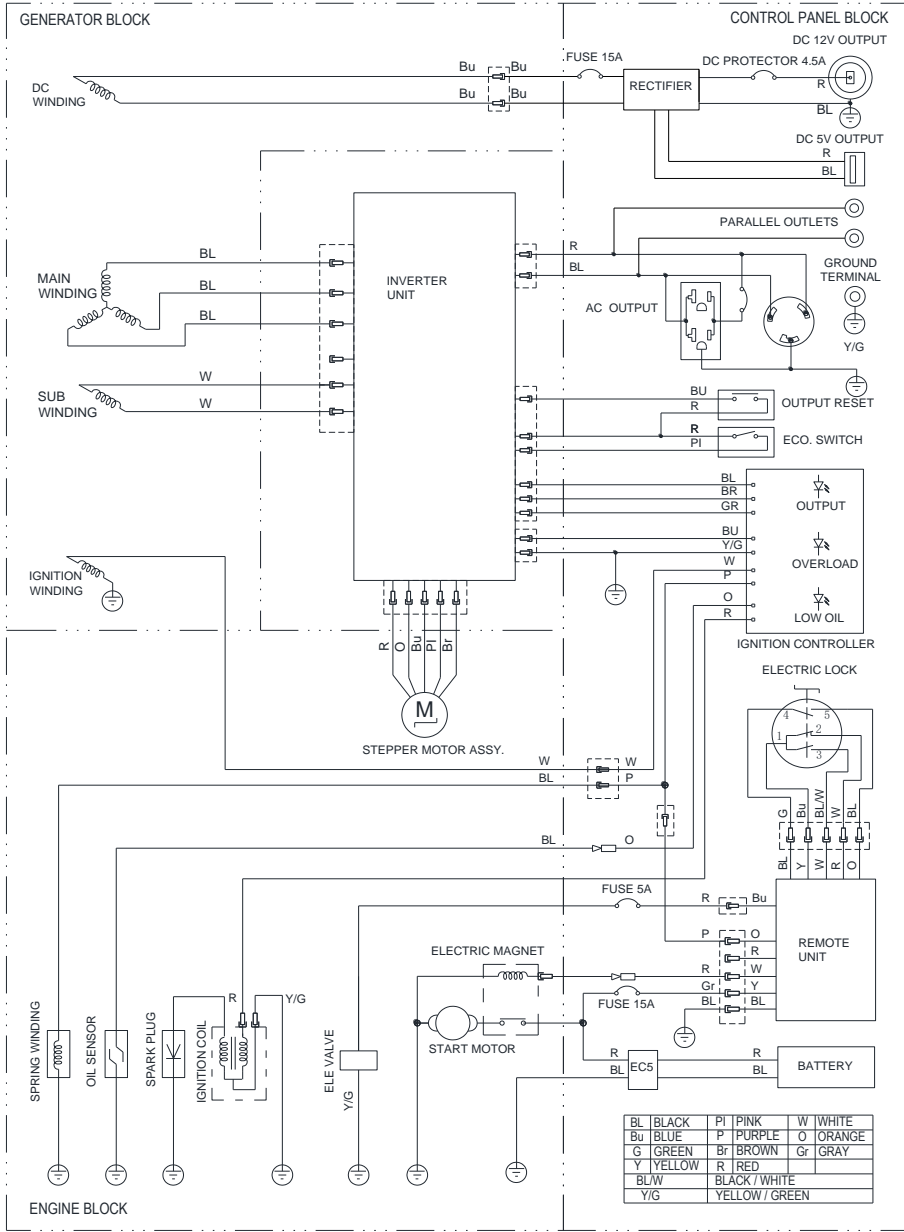 GENERATOR BLOCK
CONTROL PANEL BLOCK
DC 12V OUTPUT
FUSE 15A
DC PROTECTOR 4.5A
Bu Bu
DC
WINDING
RECTIFIER
R
Bu Bu
BL
DC 5V OUTPUT
R
BL
PARALLEL OUTLETS
R
BL
MAIN
WINDING
BL
BL
BL
INVERTER
UNIT
GROUND
TERMINAL
AC OUTPUT
Y/G
SUB
WINDING
W
W
BU
R
OUTPUT RESET
R
PI
ECO. SWITCH
BL
BR
GR
OUTPUT
BU
Y/G
OVERLOAD
W
P
O
R
LOW OIL
IGNITION CONTROLLER
IGNITION
WINDING
R
O
Bu
PI
Br
M
STEPPER MOTOR ASSY.
ELECTRIC LOCK
4 5
1 2
3
W W
BL P
G
Bu
BL/W
W
BL
BL O
BL
Y
W
R
O
FUSE 5A
R Bu
P O
R
R W
Gr Y
BL BL
REMOTE
UNIT
ELECTRIC MAGNET
FUSE 15A
START MOTOR
R Y/G
SPRING WINDING
OIL SENSOR
SPARK PLUG
IGNITION COIL
ELE VALVE
Y/G
R
BL
EC5
R
BL
BATTERY
BL BLACK PI PINK W WHITE
Bu BLUE P PURPLE O ORANGE
G GREEN Br BROWN Gr GRAY
Y YELLOW R RED
BL/W BLACK / WHITE
Y/G YELLOW / GREEN
ENGINE BLOCK